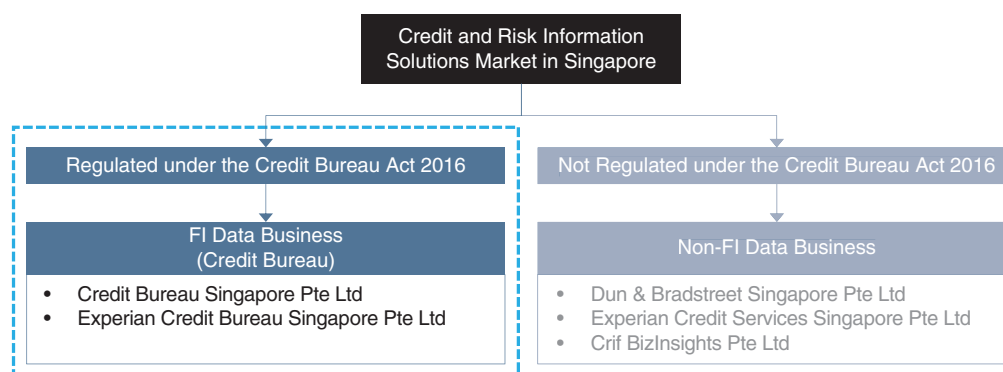 Credit and Risk Information
Solutions Market in Singapore
Regulated under the Credit Bureau Act 2016
Not Regulated under the Credit Bureau Act 2016
FI Data Business
(Credit Bureau)
• Credit Bureau Singapore Pte Ltd
• Experian Credit Bureau Singapore Pte Ltd
Non-FI Data Business
• Dun & Bradstreet Singapore Pte Ltd
• Experian Credit Services Singapore Pte Ltd
• Crif BizInsights Pte Ltd